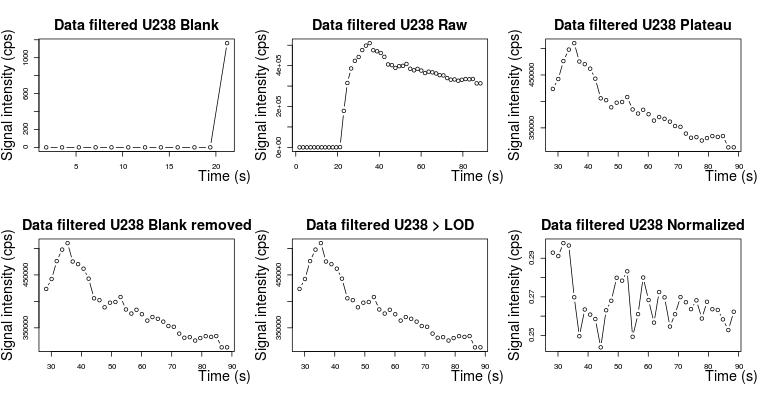 Data filtered U238 Blank
Signal intensity (cps)
0 200 600 1000
5 10 15 20
Time (s)
Data filtered U238 Raw
Signal intensity (cps)
0e+00 2e+05 4e+05
0 20 40 60 80
Time (s)
Data filtered U238 Plateau
Signal intensity (cps)
350000 450000
30 40 50 60 70 80 90
Time (s)
Data filtered U238 Blank removed
Signal intensity (cps)
350000 450000
30 40 50 60 70 80 90
Time (s)
Data filtered U238 > LOD
Signal intensity (cps)
350000 450000
30 40 50 60 70 80 90
Time (s)
Data filtered U238 Normalized
Signal intensity (cps)
0.25 0.27 0.29
30 40 50 60 70 80 90
Time (s)